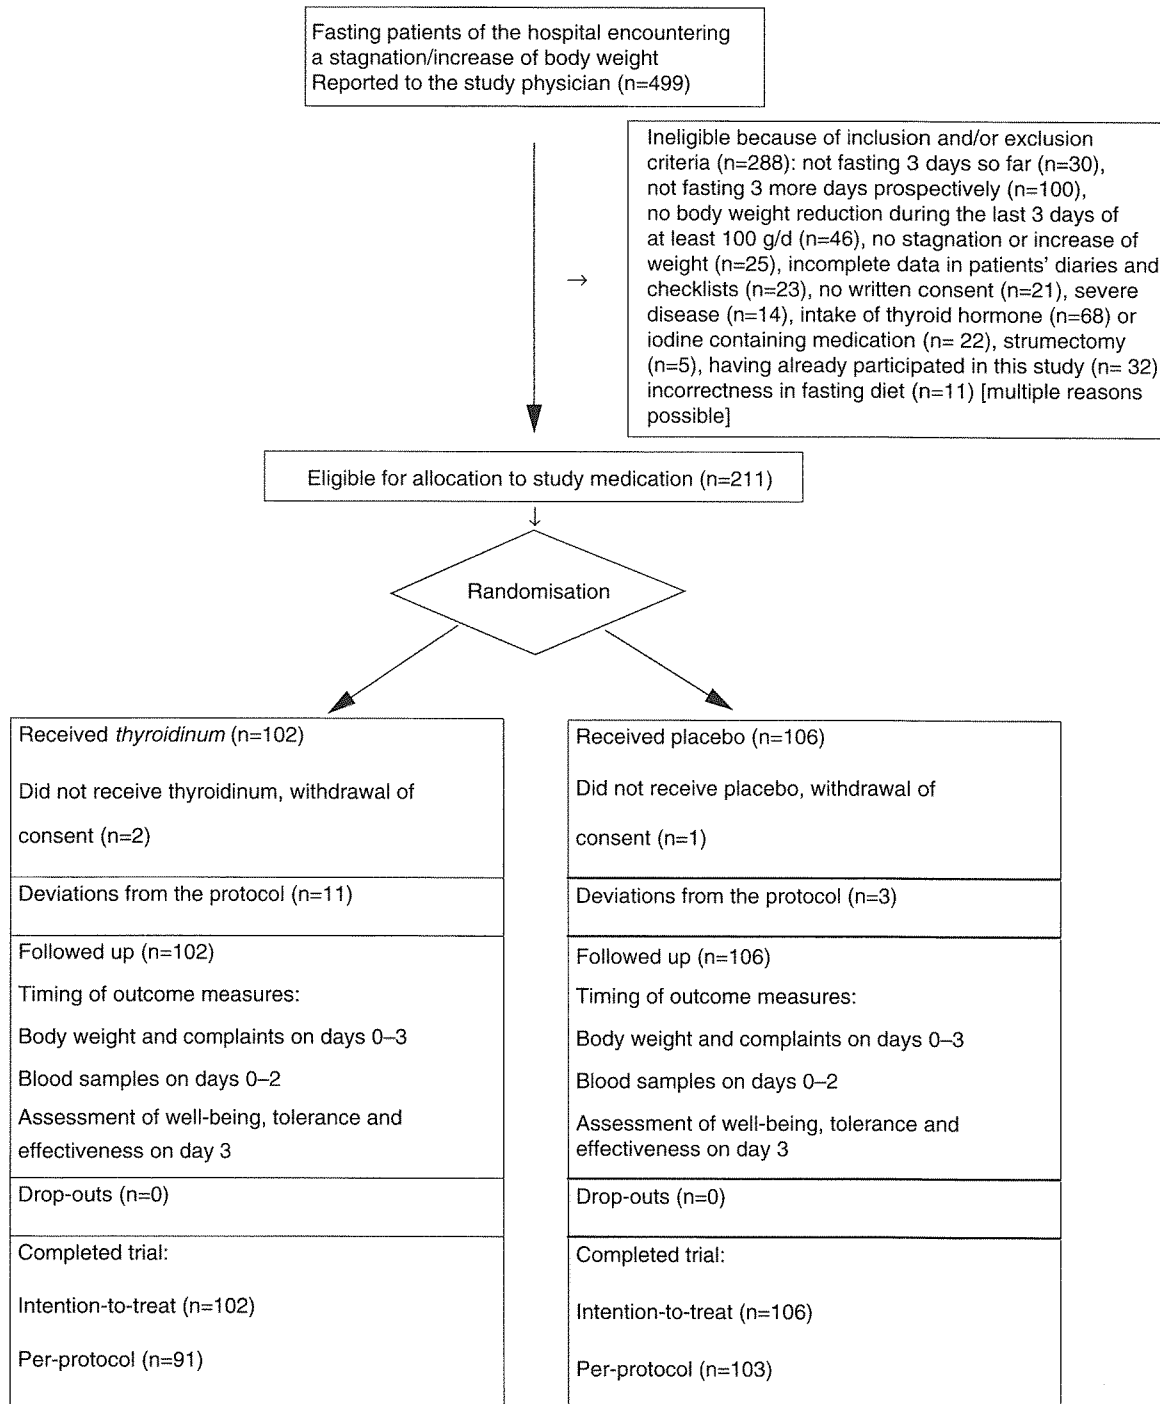 Fasting patients of the hospital encountering
a stagnation/increase of body weight
Reported to the study physician (n=499)
Ineligible because of inclusion and/or exclusion
criteria (n=288): not fasting 3 days so far (n=30),
not fasting 3 more days prospectively (n=100),
no body weight reduction during the last 3 days of
at least 100 g/d (n=46), no stagnation or increase of
weight (n=25), incomplete data in patients' diaries and
checklists (n=23), no written consent (n=21), severe
disease (n=14), intake of thyroid hormone (n=68) or
iodine containing medication (n= 22), strumectomy
(n=5), having already participated in this study (n= 32)
incorrectness in fasting diet (n=11) [multiple reasons
possible]
Eligible for allocation to study medication (n=211)
Randomisation
Received thyroidinum (n=102)
Did not receive thyroidinum, withdrawal of
consent (n=2)
Deviations from the protocol (n=11)
Followed up (n=102)
Timing of outcome measures:
Body weight and complaints on days 0–3
Blood samples on days 0–2
Assessment of well-being, tolerance and
effectiveness on day 3
Drop-outs (n=0)
Completed trial:
Intention-to-treat (n=102)
Per-protocol (n=91)
Received placebo (n=106)
Did not receive placebo, withdrawal of
consent (n=1)
Deviations from the protocol (n=3)
Followed up (n=106)
Timing of outcome measures:
Body weight and complaints on days 0–3
Blood samples on days 0–2
Assessment of well-being, tolerance and
effectiveness on day 3
Drop-outs (n=0)
Completed trial:
Intention-to-treat (n=106)
Per-protocol (n=103)